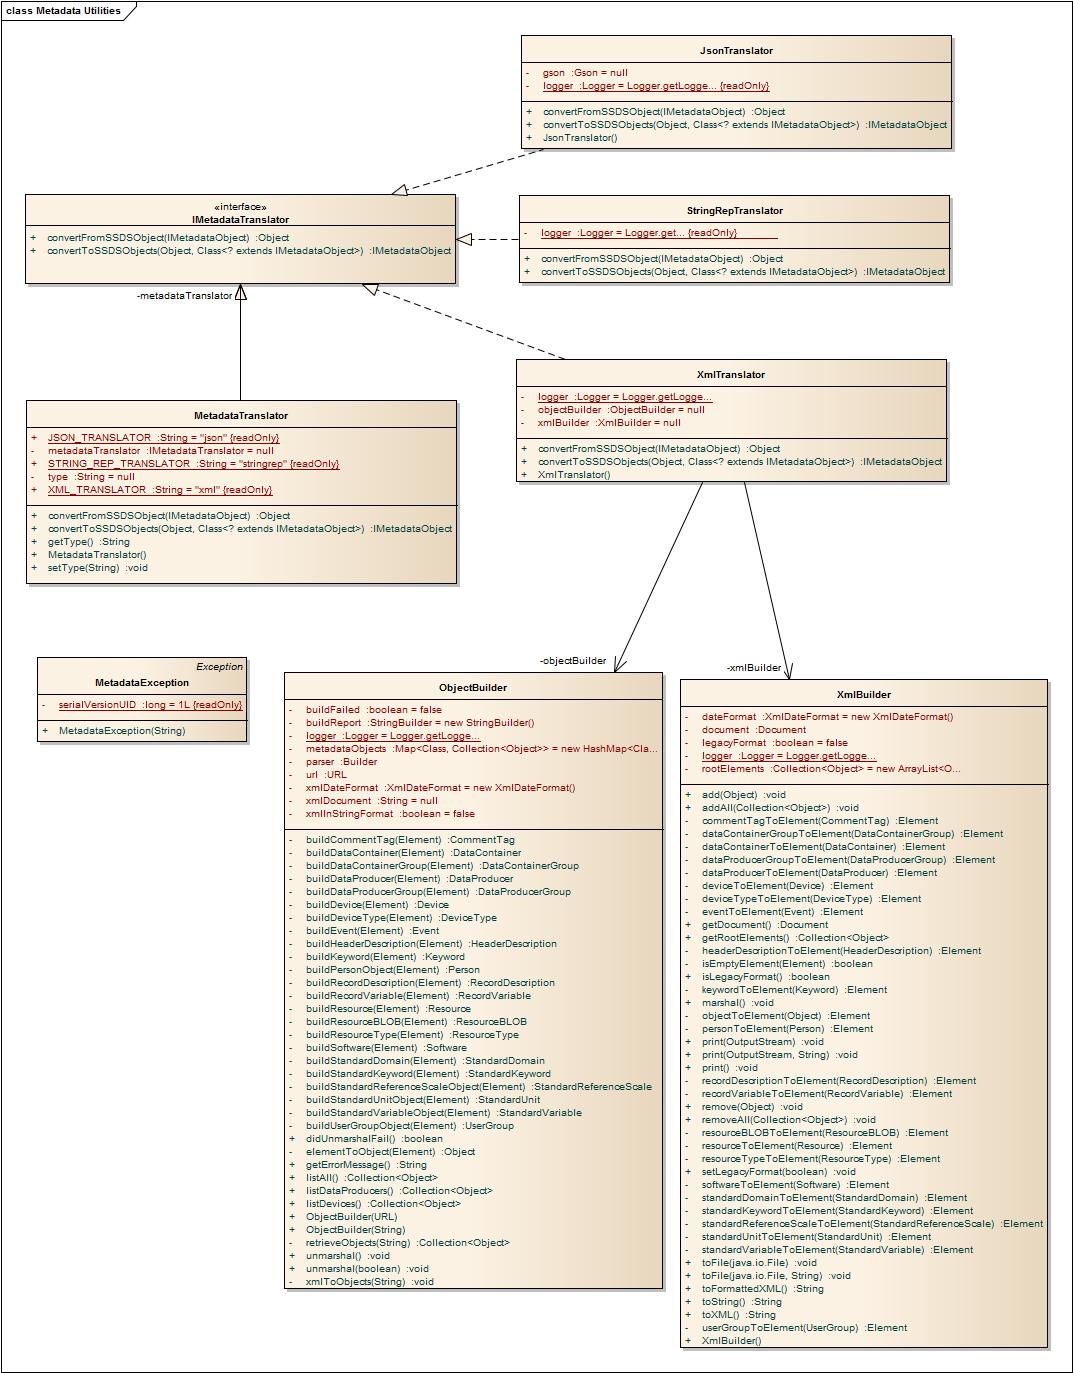 class Metadata Utilities
JsonTranslator
- gson :Gson = null
- logger :Logger = Logger.getLogge... {readOnly}
+ convertFromSSDSObject(IMetadataObject) :Object
+ convertToSSDSObjects(Object, Class<? extends IMetadataObject>) :IMetadataObject
+ JsonTranslator()
«interface»
IMetadataTranslator
+ convertFromSSDSObject(IMetadataObject) :Object
+ convertToSSDSObjects(Object, Class<? extends IMetadataObject>) :IMetadataObject
StringRepTranslator
- logger :Logger = Logger.get... {readOnly}
+ convertFromSSDSObject(IMetadataObject) :Object
+ convertToSSDSObjects(Object, Class<? extends IMetadataObject>) :IMetadataObject
-metadataTranslator
XmlTranslator
- logger :Logger = Logger.getLogge...
- objectBuilder :ObjectBuilder = null
- xmlBuilder :XmlBuilder = null
+ convertFromSSDSObject(IMetadataObject) :Object
+ convertToSSDSObjects(Object, Class<? extends IMetadataObject>) :IMetadataObject
+ XmlTranslator()
MetadataTranslator
+ JSON_TRANSLATOR :String = "json" {readOnly}
- metadataTranslator :IMetadataTranslator = null
+ STRING_REP_TRANSLATOR :String = "stringrep" {readOnly}
- type :String = null
+ XML_TRANSLATOR :String = "xml" {readOnly}
+ convertFromSSDSObject(IMetadataObject) :Object
+ convertToSSDSObjects(Object, Class<? extends IMetadataObject>) :IMetadataObject
+ getType() :String
+ MetadataTranslator()
+ setType(String) :void
-objectBuilder
-xmlBuilder
Exception
MetadataException
- serialVersionUID :long = 1L {readOnly}
+ MetadataException(String)
ObjectBuilder
- buildFailed :boolean = false
- buildReport :StringBuilder = new StringBuilder()
- logger :Logger = Logger.getLogge...
- metadataObjects :Map<Class, Collection<Object>> = new HashMap<Cla...
- parser :Builder
- url :URL
- xmlDateFormat :XmlDateFormat = new XmlDateFormat()
- xmlDocument :String = null
- xmlInStringFormat :boolean = false
- buildCommentTag(Element) :CommentTag
- buildDataContainer(Element) :DataContainer
- buildDataContainerGroup(Element) :DataContainerGroup
- buildDataProducer(Element) :DataProducer
- buildDataProducerGroup(Element) :DataProducerGroup
- buildDevice(Element) :Device
- buildDeviceType(Element) :DeviceType
- buildEvent(Element) :Event
- buildHeaderDescription(Element) :HeaderDescription
- buildKeyword(Element) :Keyword
- buildPersonObject(Element) :Person
- buildRecordDescription(Element) :RecordDescription
- buildRecordVariable(Element) :RecordVariable
- buildResource(Element) :Resource
- buildResourceBLOB(Element) :ResourceBLOB
- buildResourceType(Element) :ResourceType
- buildSoftware(Element) :Software
- buildStandardDomain(Element) :StandardDomain
- buildStandardKeyword(Element) :StandardKeyword
- buildStandardReferenceScaleObject(Element) :StandardReferenceScale
- buildStandardUnitObject(Element) :StandardUnit
- buildStandardVariableObject(Element) :StandardVariable
- buildUserGroupObject(Element) :UserGroup
+ didUnmarshalFail() :boolean
- elementToObject(Element) :Object
+ getErrorMessage() :String
+ listAll() :Collection<Object>
+ listDataProducers() :Collection<Object>
+ listDevices() :Collection<Object>
+ ObjectBuilder(URL)
+ ObjectBuilder(String)
- retrieveObjects(String) :Collection<Object>
+ unmarshal() :void
+ unmarshal(boolean) :void
- xmlToObjects(String) :void
XmlBuilder
- dateFormat :XmlDateFormat = new XmlDateFormat()
- document :Document
- legacyFormat :boolean = false
- logger :Logger = Logger.getLogge...
- rootElements :Collection<Object> = new ArrayList<O...
+ add(Object) :void
+ addAll(Collection<Object>) :void
- commentTagToElement(CommentTag) :Element
- dataContainerGroupToElement(DataContainerGroup) :Element
- dataContainerToElement(DataContainer) :Element
- dataProducerGroupToElement(DataProducerGroup) :Element
- dataProducerToElement(DataProducer) :Element
- deviceToElement(Device) :Element
- deviceTypeToElement(DeviceType) :Element
- eventToElement(Event) :Element
+ getDocument() :Document
+ getRootElements() :Collection<Object>
- headerDescriptionToElement(HeaderDescription) :Element
- isEmptyElement(Element) :boolean
+ isLegacyFormat() :boolean
- keywordToElement(Keyword) :Element
+ marshal() :void
- objectToElement(Object) :Element
- personToElement(Person) :Element
+ print(OutputStream) :void
+ print(OutputStream, String) :void
+ print() :void
- recordDescriptionToElement(RecordDescription) :Element
- recordVariableToElement(RecordVariable) :Element
+ remove(Object) :void
+ removeAll(Collection<Object>) :void
- resourceBLOBToElement(ResourceBLOB) :Element
- resourceToElement(Resource) :Element
- resourceTypeToElement(ResourceType) :Element
+ setLegacyFormat(boolean) :void
- softwareToElement(Software) :Element
- standardDomainToElement(StandardDomain) :Element
- standardKeywordToElement(StandardKeyword) :Element
- standardReferenceScaleToElement(StandardReferenceScale) :Element
- standardUnitToElement(StandardUnit) :Element
- standardVariableToElement(StandardVariable) :Element
+ toFile(java.io.File) :void
+ toFile(java.io.File, String) :void
+ toFormattedXML() :String
+ toString() :String
+ toXML() :String
- userGroupToElement(UserGroup) :Element
+ XmlBuilder()